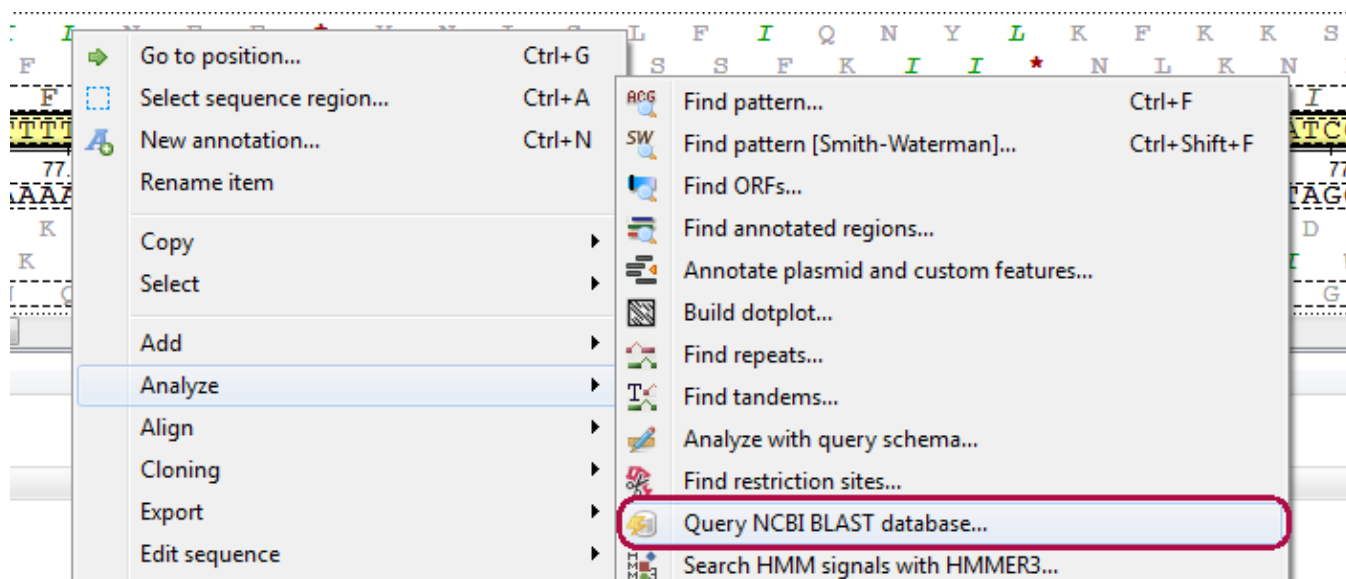 L F I Q N Y L K F K K S
F S S F K I I * N L K N
Go to position... Ctrl+G
Select sequence region... Ctrl+A
New annotation... Ctrl+N
Rename item
Copy
Select
Add
Analyze
Align
Cloning
Export
Edit sequence
Find pattern... Ctrl+F
Find pattern [Smith-Waterman]... Ctrl+Shift+F
Find ORFs...
Find annotated regions...
Annotate plasmid and custom features...
Build dotplot...
Find repeats...
Find tandems...
Analyze with query schema...
Find restriction sites...
Query NCBI BLAST database...
Search HMM signals with HMMER3...